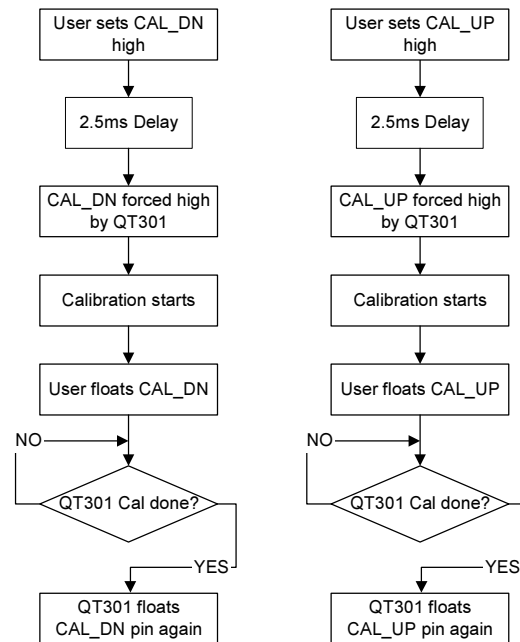 User sets CAL_DN
high
2.5ms Delay
CAL_DN forced high
by QT301
Calibration starts
User floats CAL_DN
NO
QT301 Cal done?
YES
QT301 floats
CAL_DN pin again
User sets CAL_UP
high
2.5ms Delay
CAL_UP forced high
by QT301
Calibration starts
User floats CAL_UP
NO
QT301 Cal done?
YES
QT301 floats
CAL_UP pin again